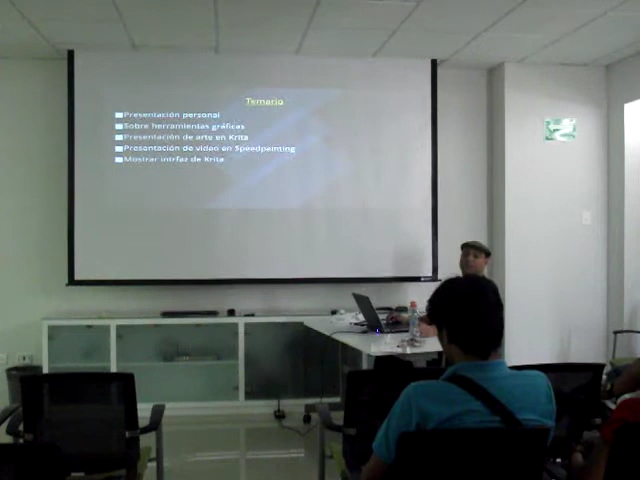 Temario
Presentación personal
Sobre herramientas gráficas
Presentación de arte en Krita
Presentación de video en Speedpainting
Mostrar intrfaz de Krita